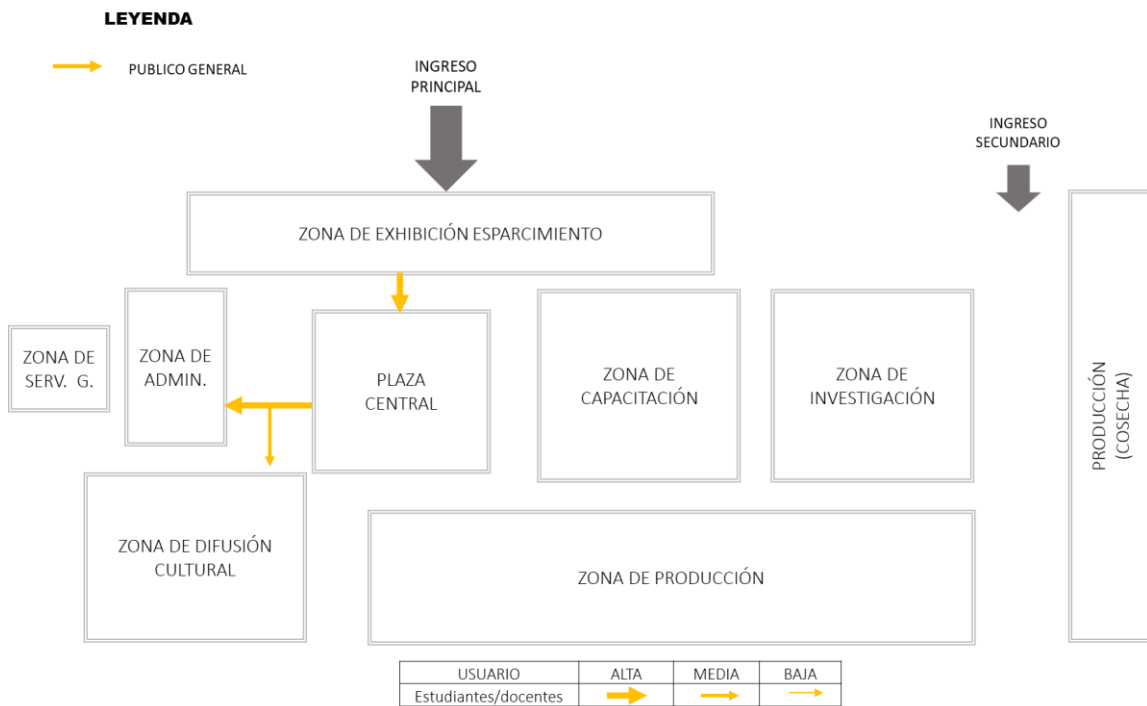 LEYENDA
PUBLICO GENERAL
INGRESO
PRINCIPAL
INGRESO
SECUNDARIO
ZONA DE EXHIBICIÓN ESPARCIMIENTO
ZONA DE
SERV. G.
ZONA DE
ADMIN.
PLAZA
CENTRAL
ZONA DE
CAPACITACIÓN
ZONA DE
INVESTIGACIÓN
PRODUCCIÓN
(COSECHA)
ZONA DE DIFUSIÓN
CULTURAL
ZONA DE PRODUCCIÓN
USUARIO ALTA MEDIA BAJA
Estudiantes/docentes